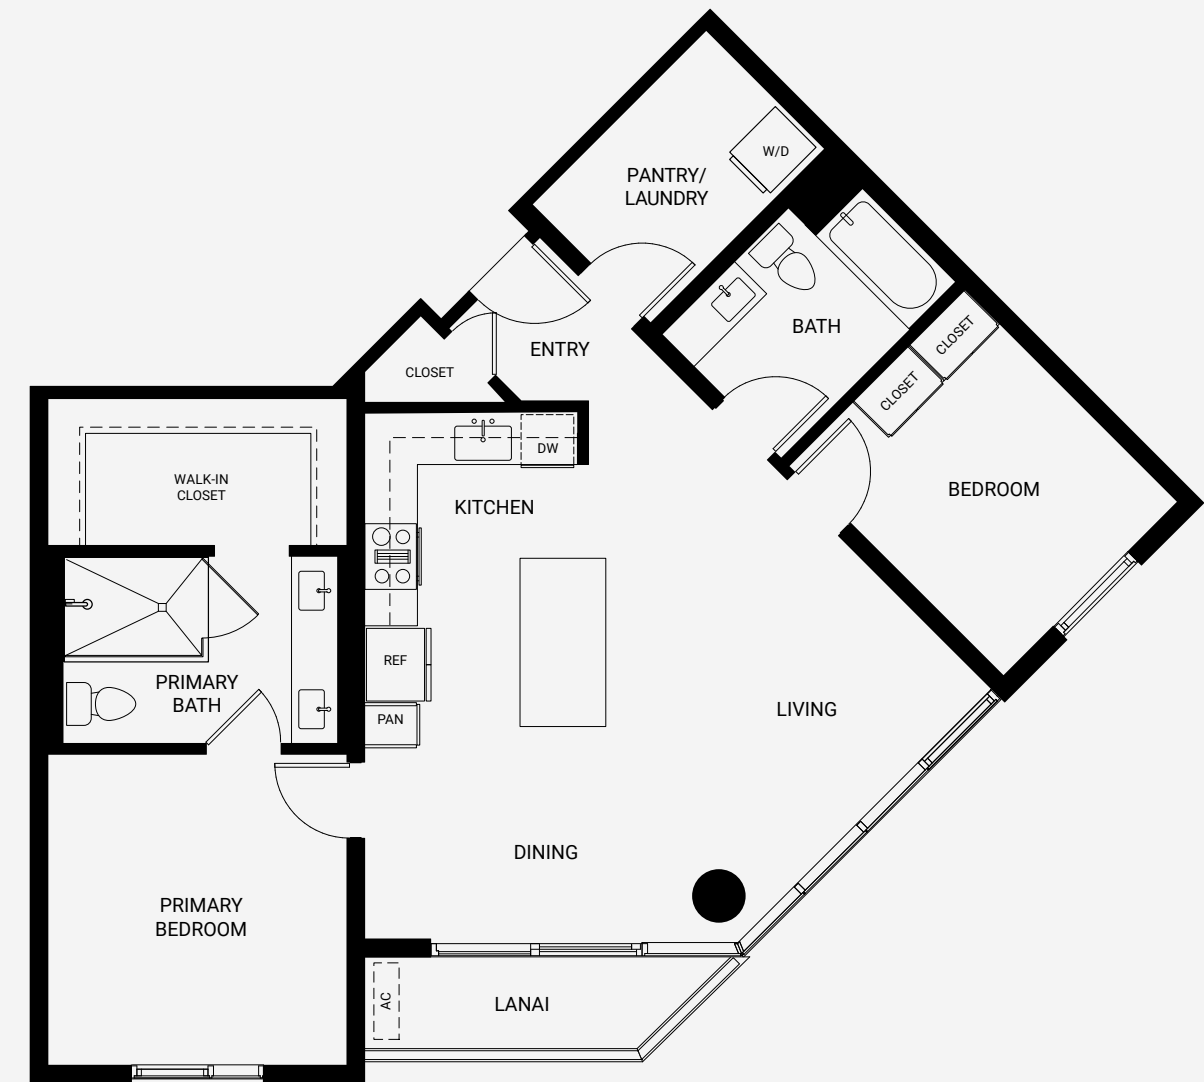 W/D
PANTRY/
LAUNDRY
BATH
CLOSET
CLOSET
ENTRY
CLOSET
DW
WALK-IN
CLOSET
KITCHEN
BEDROOM
REF
PRIMARY
BATH
PAN
LIVING
DINING
PRIMARY
BEDROOM
AC
LANAI